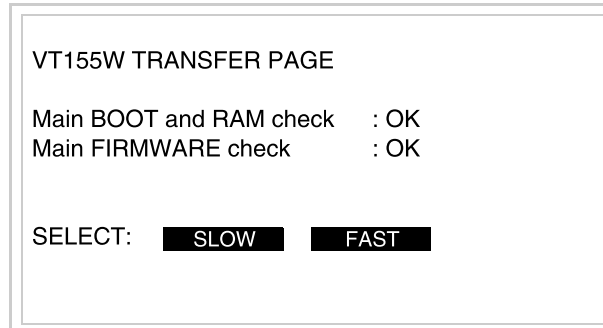 VT155W TRANSFER PAGE
Main BOOT and RAM check : OK
Main FIRMWARE check : OK
SELECT: SLOW FAST